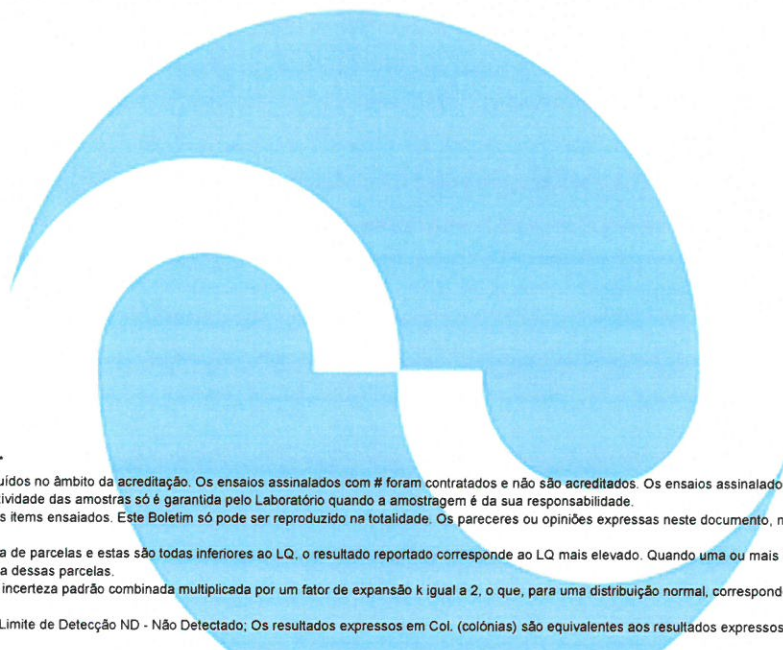 uídos no âmbito da acreditação. Os ensaios assinalados com # foram contratados e não são acreditados. Os ensaios assinalado
tividade das amostras só é garantida pelo Laboratório quando a amostragem é da sua responsabilidade.
s items ensaiados. Este Boletim só pode ser reproduzido na totalidade. Os pareceres ou opiniões expressas neste documento, n
a de parcelas e estas são todas inferiores ao LQ, o resultado reportado corresponde ao LQ mais elevado. Quando uma ou mais
a dessas parcelas.
incerteza padrão combinada multiplicada por um fator de expansão k igual a 2, o que, para uma distribuição normal, correspond
Limite de Detecção ND - Não Detectado; Os resultados expressos em Col. (colónias) são equivalentes aos resultados expressos